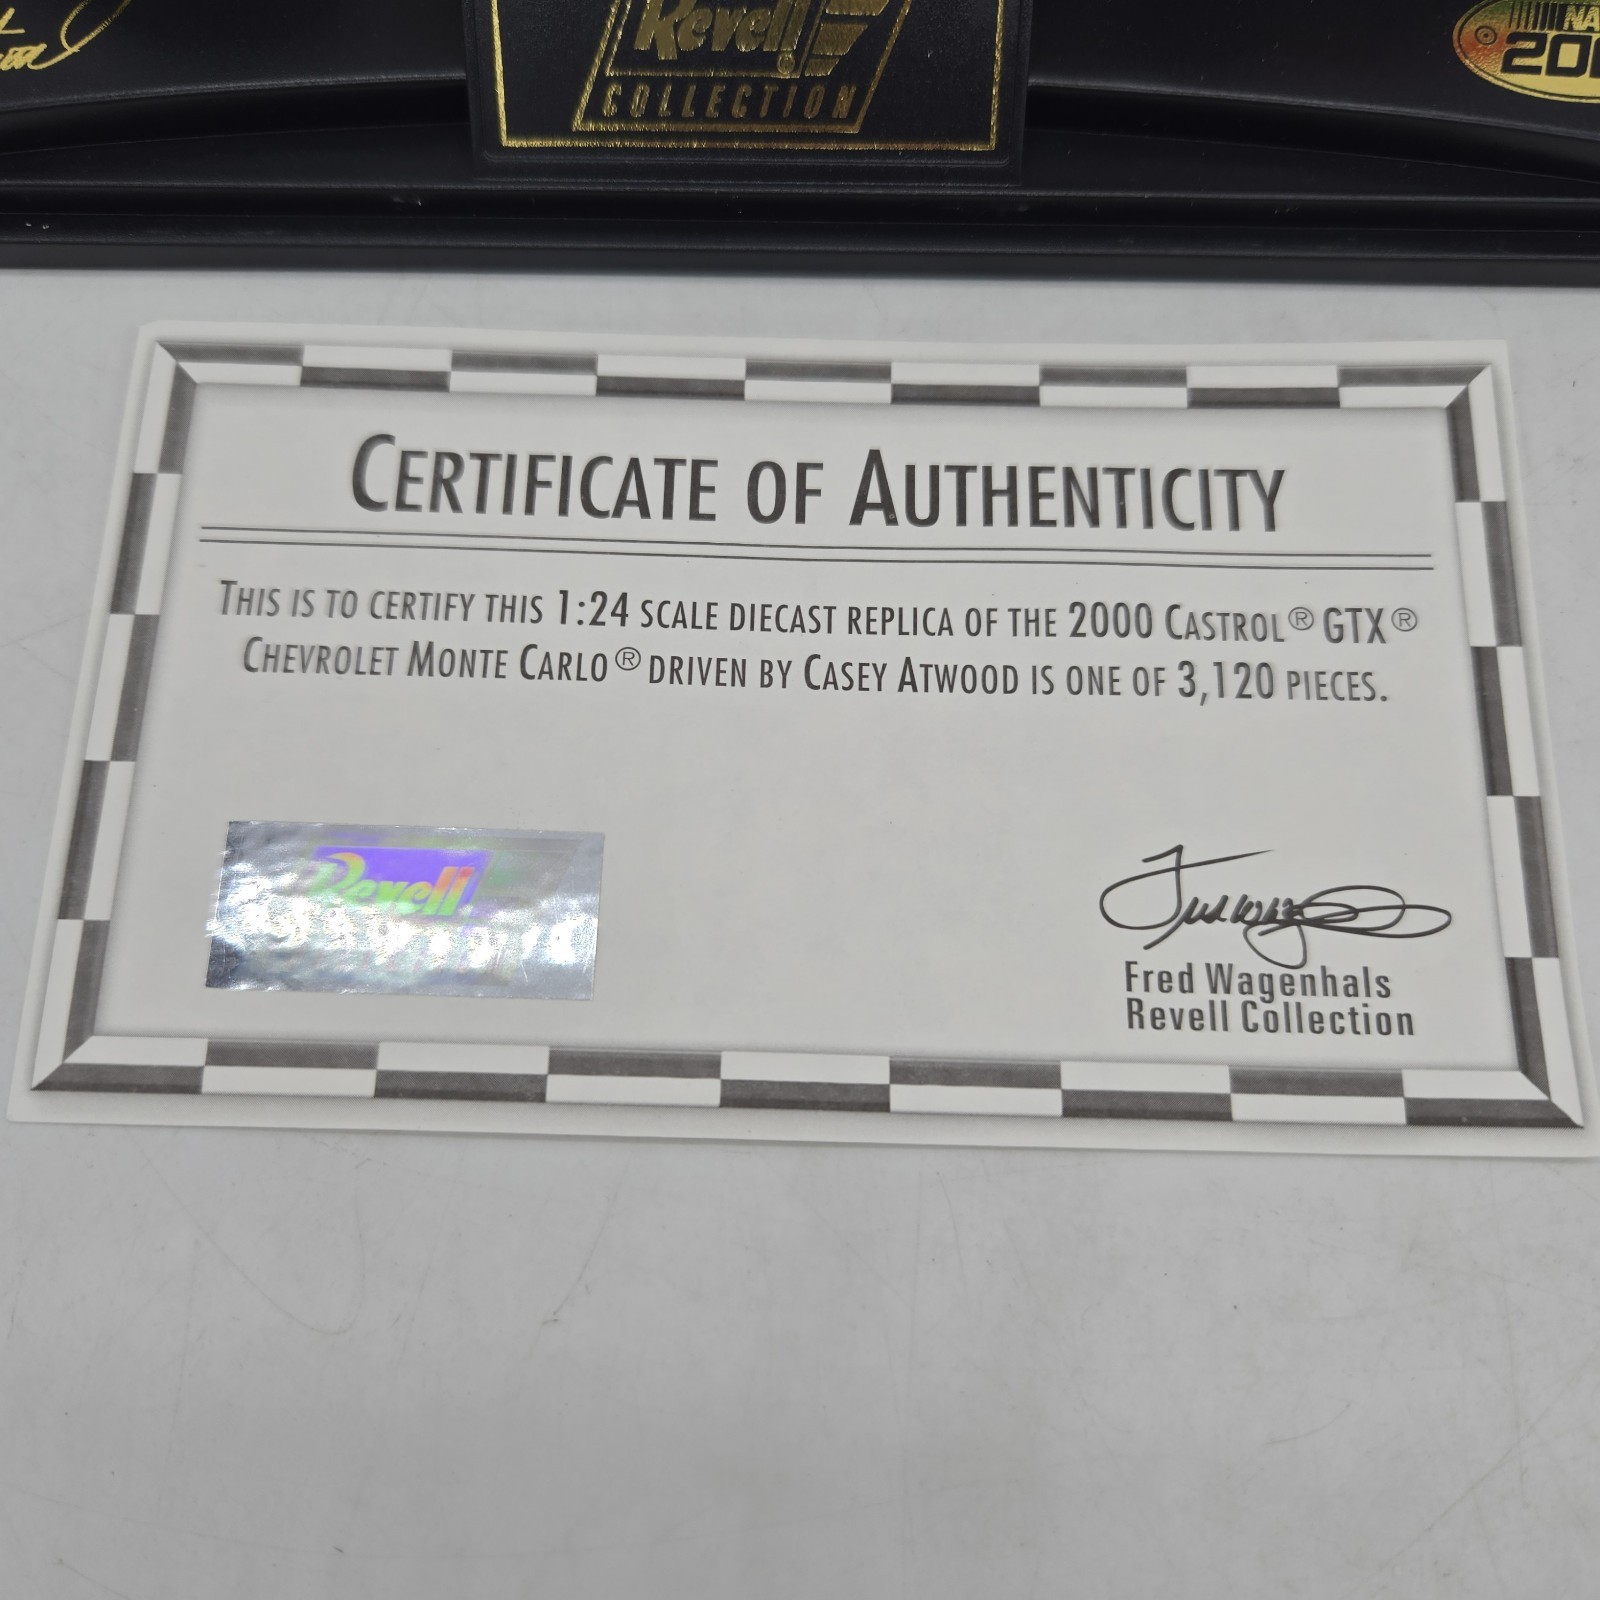 Revell
COLLECTION
NA
200
CERTIFICATE OF AUTHENTICITY
THIS IS TO CERTIFY THIS 1:24 SCALE DIECAST REPLICA OF THE 2000 CASTROL® GTX®
CHEVROLET MONTE CARLO® DRIVEN BY CASEY ATWOOD IS ONE OF 3,120 PIECES.
Revell
Fred Wagenhals
Revell Collection